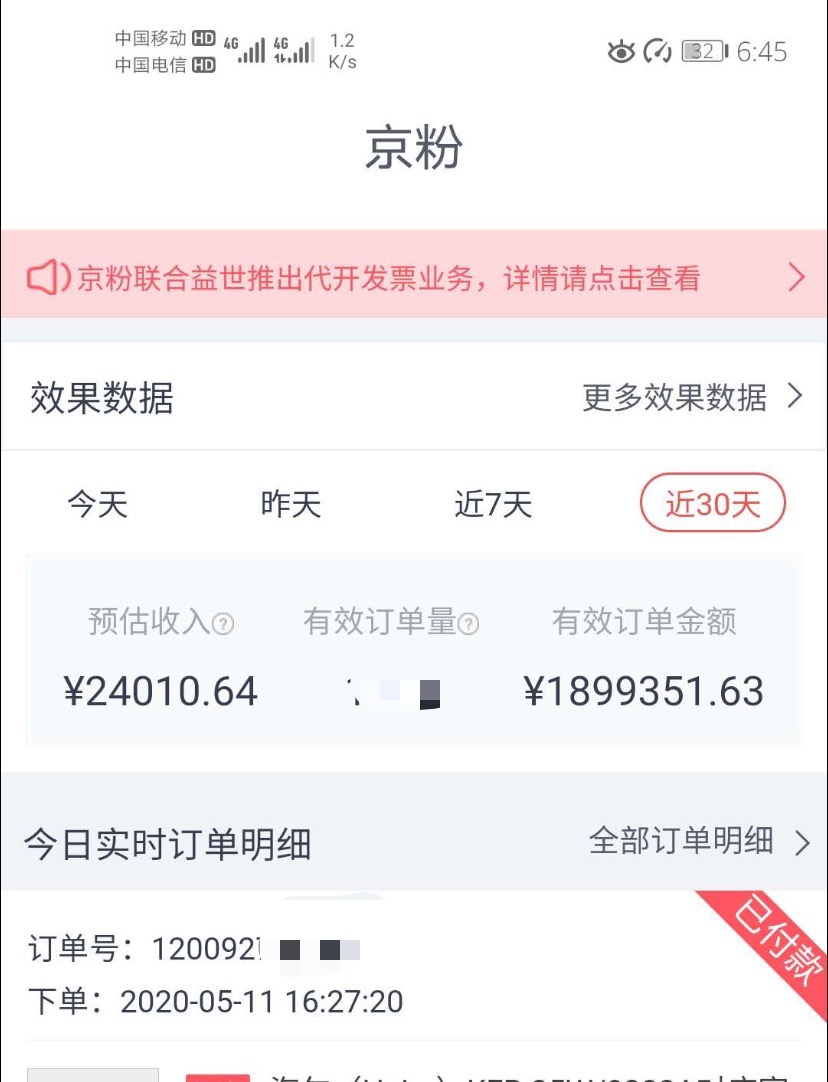 中国移动 HD 4G 4G 1.2
中国电信 HD K/s 32 6:45
京粉
京粉联合益世推出代开发票业务，详情请点击查看
效果数据 更多效果数据
今天 昨天 近7天 近30天
预估收入? 有效订单量? 有效订单金额
¥24010.64 ¥1899351.63
今日实时订单明细 全部订单明细
已付款
订单号：120092
下单：2020-05-11 16:27:20